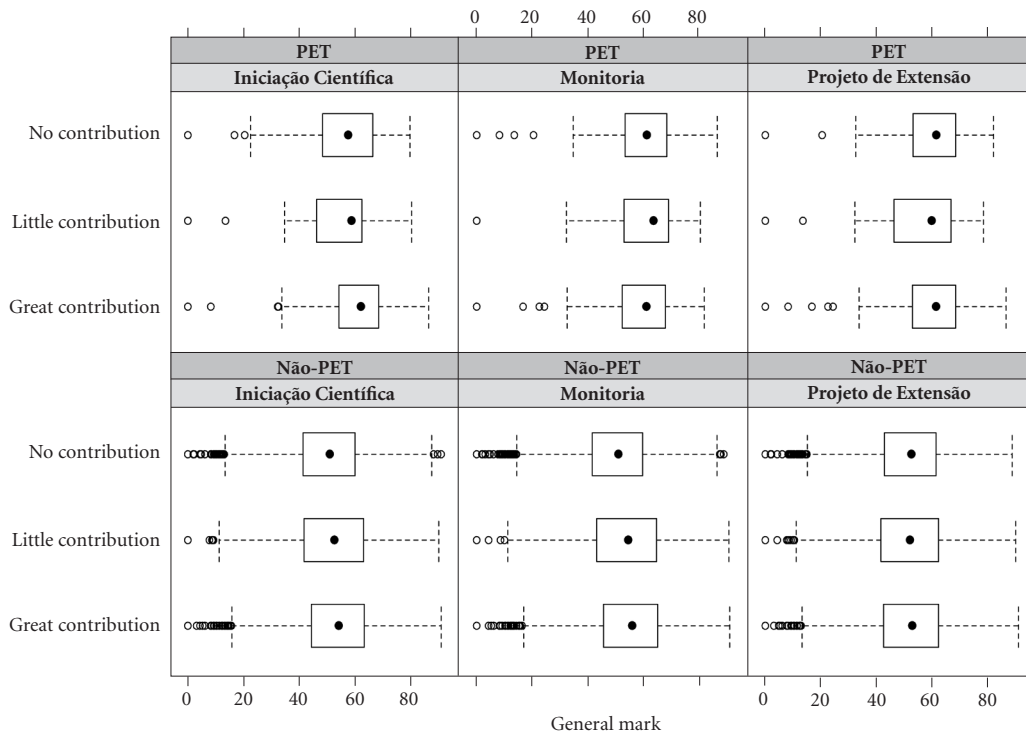 0 20 40 60 80
PET PET PET
Iniciação Científica Monitoria Projeto de Extensão
No contribution
Little contribution
Great contribution
Não-PET Não-PET Não-PET
Iniciação Científica Monitoria Projeto de Extensão
No contribution
Little contribution
Great contribution
0 20 40 60 80 0 20 40 60 80
General mark